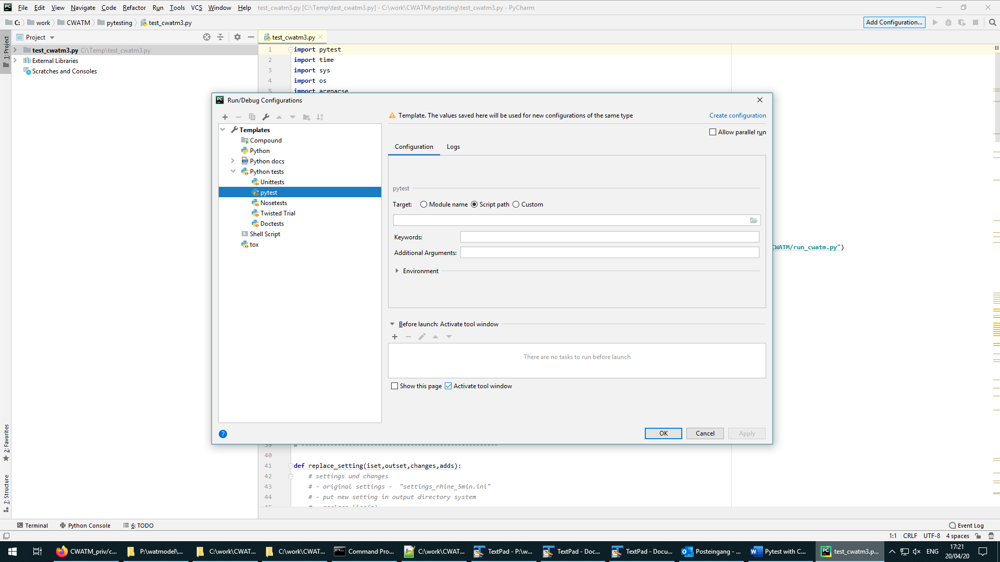 File Edit View Navigate Code Refactor Run Tools VCS Window Help test_cwatm3.py [C:\Temp\test_cwatm3.py] - C:\work\CWATM\pytesting\test_cwatm3.py - PyCharm
C: work CWATM pytesting test_cwatm3.py Add Configuration...
1: Project
Project
test_cwatm3.py
test_cwatm3.py C:\Temp\test_cwatm3.py
External Libraries
Scratches and Consoles
1 import pytest
2 import time
3 import sys
4 import os
5 import argparse
Run/Debug Configurations
Template. The values saved here will be used for new configurations of the same type Create configuration
Allow parallel run
Templates
Compound
Python
Python docs
Python tests
Unittests
pytest
Nosetests
Twisted Trial
Doctests
Shell Script
tox
Configuration Logs
pytest
Target: Module name Script path Custom
Keywords:
Additional Arguments:
Environment
CWATM/run_cwatm.py")
Before launch: Activate tool window
There are no tasks to run before launch
Show this page Activate tool window
? OK Cancel Apply
39 # ------------------------------------------------------
40
41 def replace_setting(iset,outset,changes,adds):
42 # settings und changes
43 # - original settings - "settings_rhine_5min.ini"
44 # - put new setting in output directory system
2: Favorites
7: Structure
Terminal Python Console 6: TODO Event Log
1:1 CRLF UTF-8 4 spaces
CWATM_priv/c... P:\watmodel\... C:\work\CWAT... C:\work\CWAT... Command Pro... C:\work\CWAT... TextPad - P:\w... TextPad - Doc... TextPad - Docu... Posteingang - ... Pytest with C... test_cwatm3.p... ENG 17:21
20/04/20